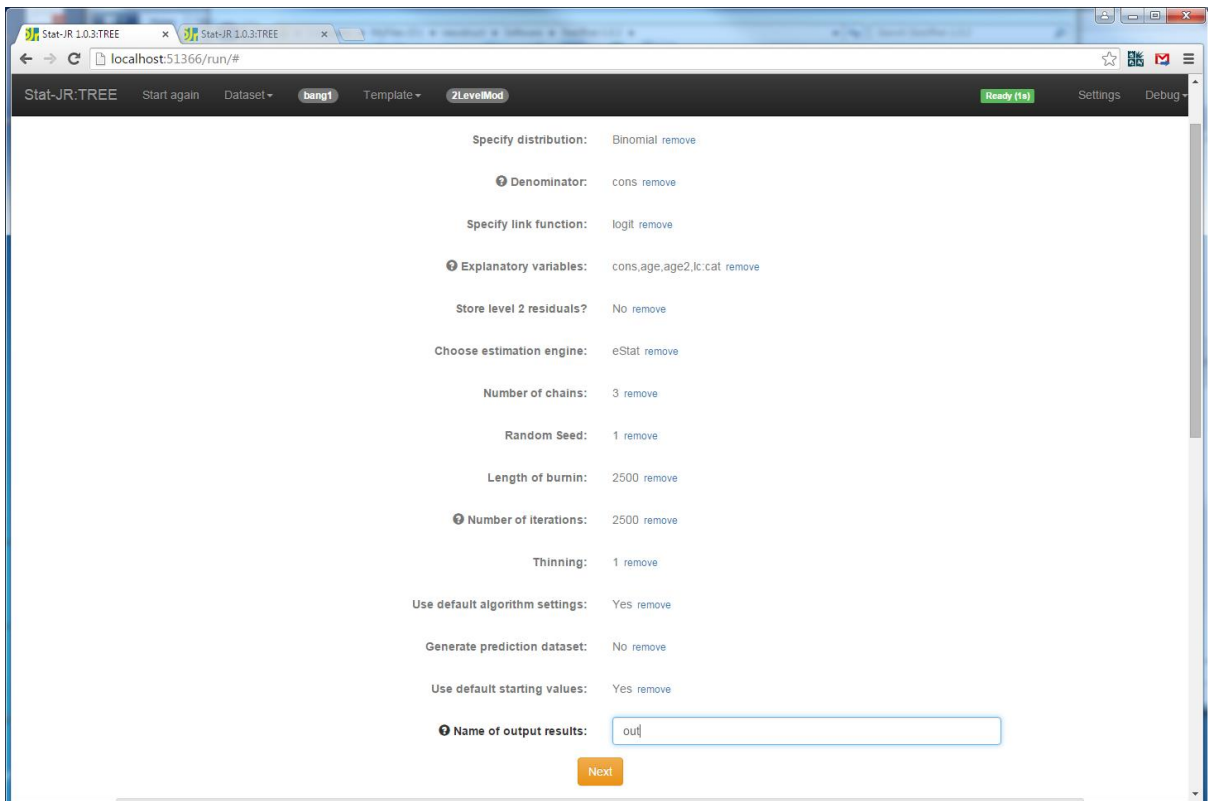 Stat-JR 1.0.3:TREE
Stat-JR 1.0.3:TREE
localhost:51366/run/#
Stat-JR:TREE Start again Dataset bang1 Template 2LevelMod Ready (1s) Settings Debug
Specify distribution: Binomial remove
Denominator: cons remove
Specify link function: logit remove
Explanatory variables: cons,age,age2,lc:cat remove
Store level 2 residuals? No remove
Choose estimation engine: eStat remove
Number of chains: 3 remove
Random Seed: 1 remove
Length of burnin: 2500 remove
Number of iterations: 2500 remove
Thinning: 1 remove
Use default algorithm settings: Yes remove
Generate prediction dataset: No remove
Use default starting values: Yes remove
Name of output results: out
Next